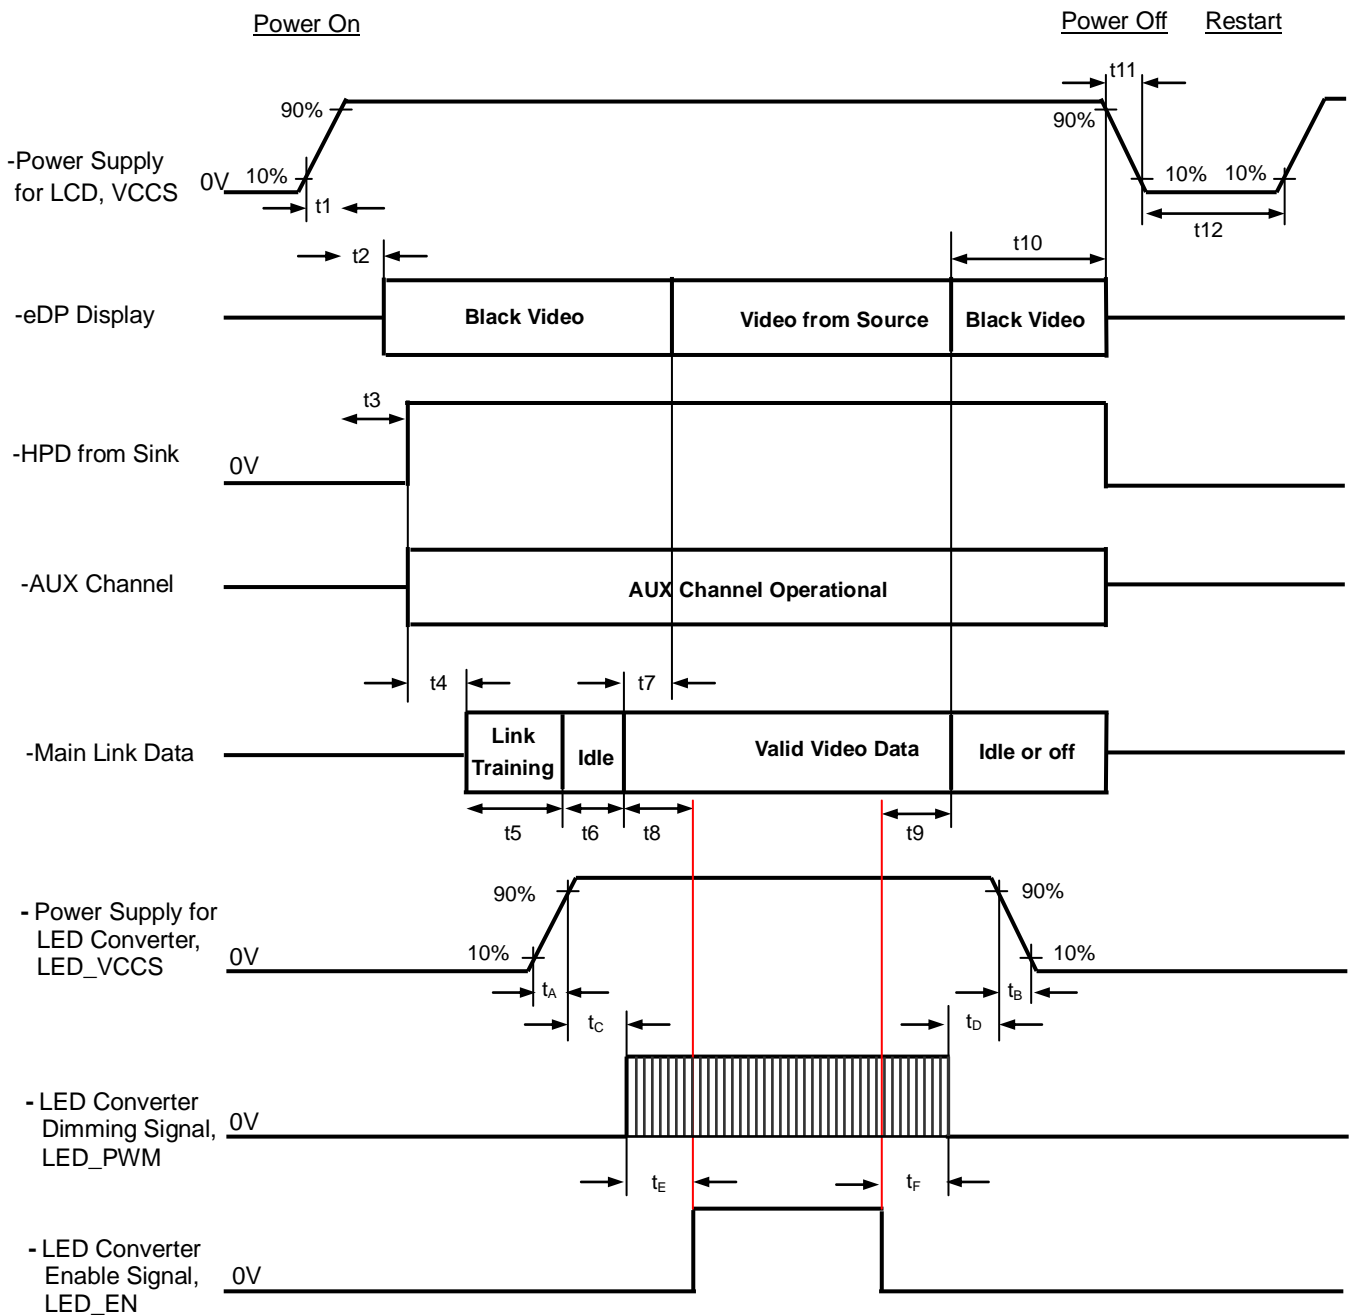 Power On
Power Off
Restart
t11
90%
90%
-Power Supply
for LCD, VCCS
0V
10%
10%
10%
t1
t12
t2
t10
-eDP Display
Black Video
Video from Source
Black Video
t3
-HPD from Sink
0V
-AUX Channel
AUX Channel Operational
t4
t7
-Main Link Data
Link
Training
Idle
Valid Video Data
Idle or off
t5
t6
t8
t9
90%
90%
- Power Supply for
LED Converter,
LED_VCCS
0V
10%
10%
tA
tB
tC
tD
- LED Converter
Dimming Signal,
LED_PWM
0V
tE
tF
- LED Converter
Enable Signal,
LED_EN
0V